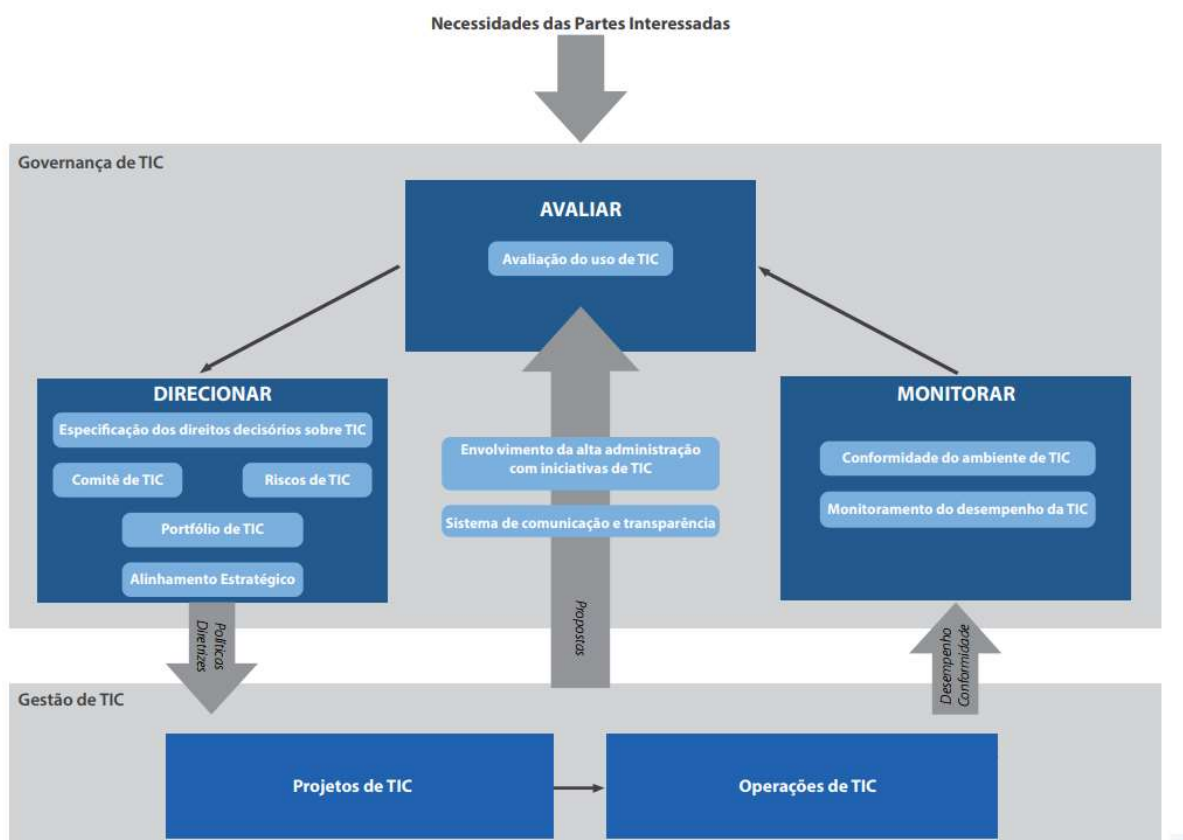 Necessidades das Partes Interessadas
Governança de TIC
AVALIAR
Avaliação do uso de TIC
DIRECIONAR
Especificação dos direitos decisórios sobre TIC
Comitê de TIC
Riscos de TIC
Portfólio de TIC
Alinhamento Estratégico
Envolvimento da alta administração
com iniciativas de TIC
Sistema de comunicação e transparência
MONITORAR
Conformidade do ambiente de TIC
Monitoramento do desempenho da TIC
Políticas
Diretrizes
Propostas
Desempenho
Conformidade
Gestão de TIC
Projetos de TIC
Operações de TIC